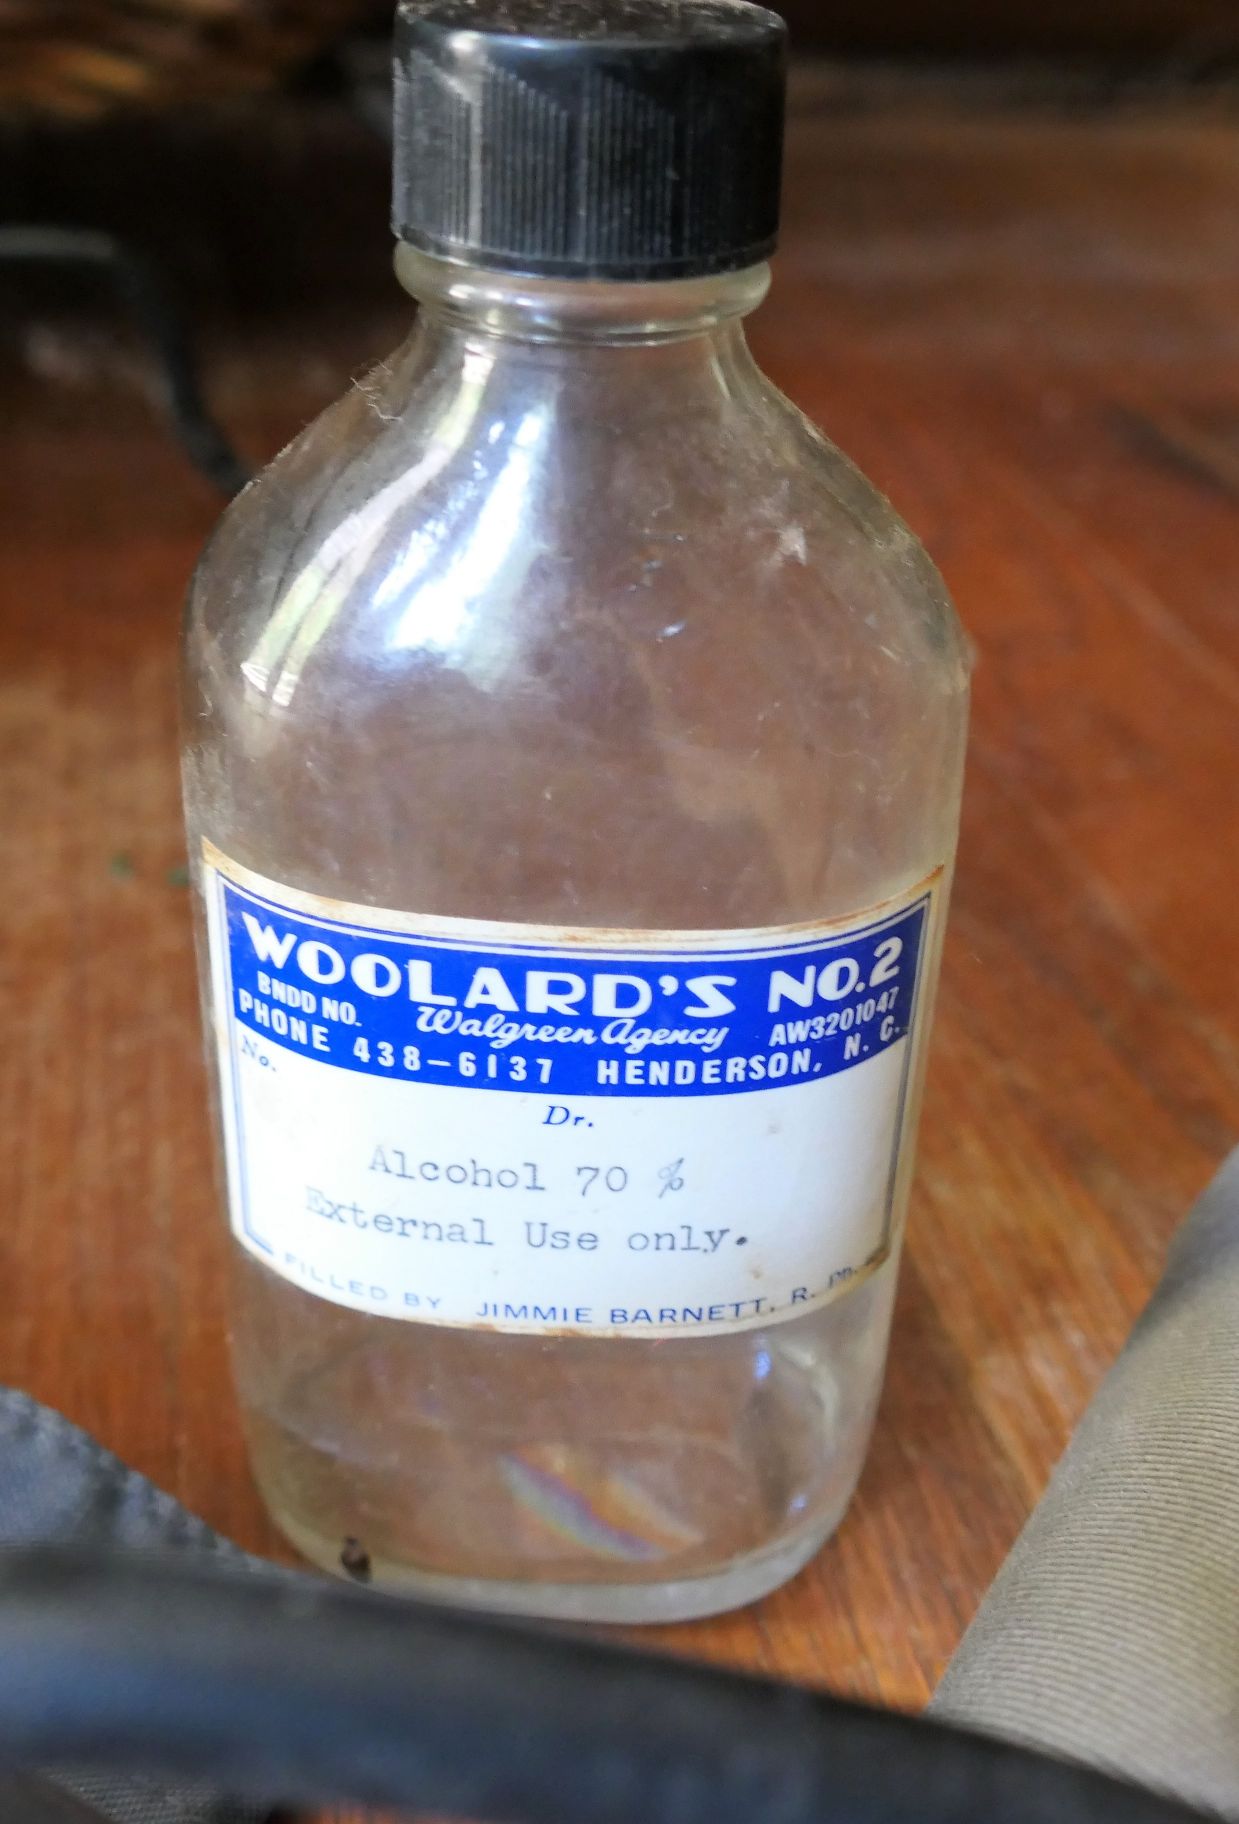 WOOLARD'S NO.2
BNDD NO. Walgreen Agency AW3201047
PHONE 438-6137 HENDERSON, N. C.
No.
Dr.
Alcohol 70 %
External Use only.
FILLED BY JIMMIE BARNETT, R. Ph.